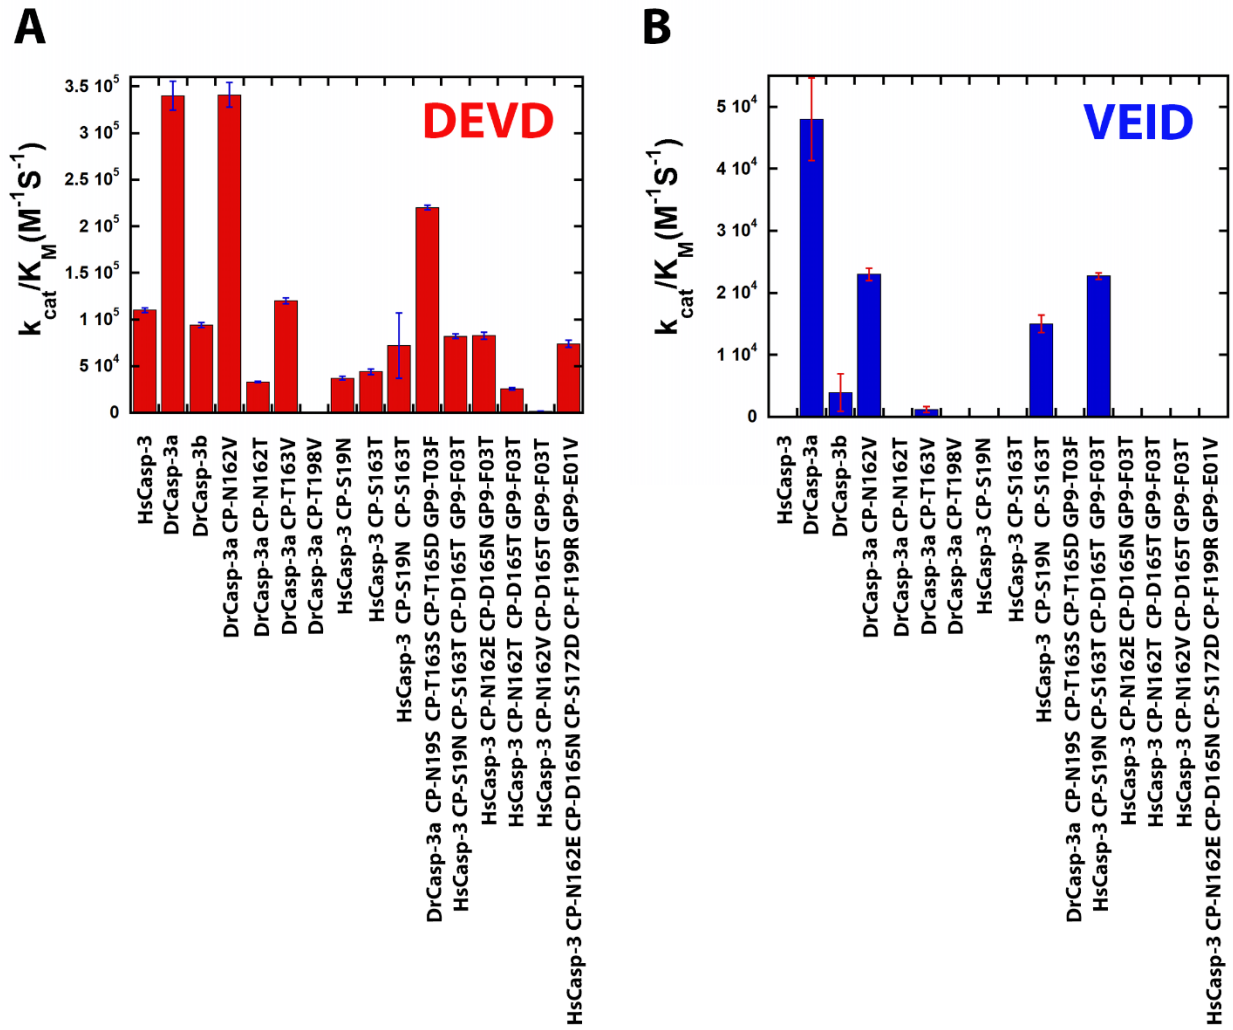 A
DEVD
kcat/KM(M-1S-1)
3.5 10^5
3 10^5
2.5 10^5
2 10^5
1.5 10^5
1 10^5
5 10^4
0
HsCasp-3
DrCasp-3a
DrCasp-3b
DrCasp-3a CP-N162V
DrCasp-3a CP-N162T
DrCasp-3a CP-T163V
DrCasp-3a CP-T198V
HsCasp-3 CP-S19N
HsCasp-3 CP-S163T
HsCasp-3 CP-S19N CP-S163T
DrCasp-3a CP-N19S CP-T163S CP-T165D GP9-T03F
HsCasp-3 CP-S19N CP-S163T CP-D165T GP9-F03T
HsCasp-3 CP-N162E CP-D165N GP9-F03T
HsCasp-3 CP-N162T CP-D165T GP9-F03T
HsCasp-3 CP-N162V CP-D165T GP9-F03T
HsCasp-3 CP-N162E CP-D165N CP-S172D CP-F199R GP9-E01V
B
VEID
kcat/KM(M-1S-1)
5 10^4
4 10^4
3 10^4
2 10^4
1 10^4
0
HsCasp-3
DrCasp-3a
DrCasp-3b
DrCasp-3a CP-N162V
DrCasp-3a CP-N162T
DrCasp-3a CP-T163V
DrCasp-3a CP-T198V
HsCasp-3 CP-S19N
HsCasp-3 CP-S163T
HsCasp-3 CP-S19N CP-S163T
DrCasp-3a CP-N19S CP-T163S CP-T165D GP9-T03F
HsCasp-3 CP-S19N CP-S163T CP-D165T GP9-F03T
HsCasp-3 CP-N162E CP-D165N GP9-F03T
HsCasp-3 CP-N162T CP-D165T GP9-F03T
HsCasp-3 CP-N162V CP-D165T GP9-F03T
HsCasp-3 CP-N162E CP-D165N CP-S172D CP-F199R GP9-E01V